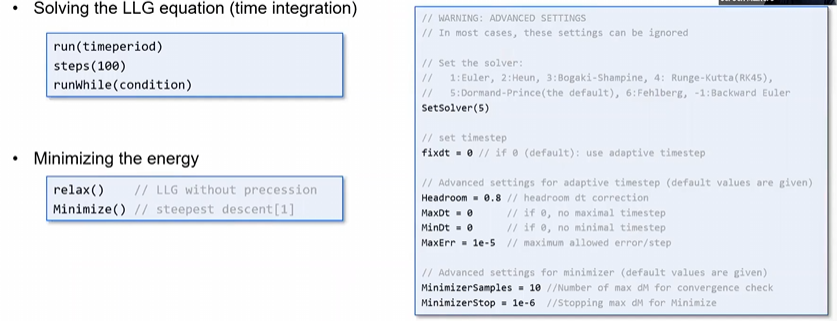 • Solving the LLG equation (time integration)
run(timeperiod)
steps(100)
runWhile(condition)
• Minimizing the energy
relax() // LLG without precession
Minimize() // steepest descent[1]
// WARNING: ADVANCED SETTINGS
// In most cases, these settings can be ignored
// Set the solver:
// 1:Euler, 2:Heun, 3:Bogaki-Shampine, 4: Runge-Kutta(RK45),
// 5:Dormand-Prince(the default), 6:Fehlberg, -1:Backward Euler
SetSolver(5)
// set timestep
fixdt = 0 // if 0 (default): use adaptive timestep
// Advanced settings for adaptive timestep (default values are given)
Headroom = 0.8 // headroom dt correction
MaxDt = 0 // if 0, no maximal timestep
MinDt = 0 // if 0, no minimal timestep
MaxErr = 1e-5 // maximum allowed error/step
// Advanced settings for minimizer (default values are given)
MinimizerSamples = 10 //Number of max dM for convergence check
MinimizerStop = 1e-6 //Stopping max dM for Minimize